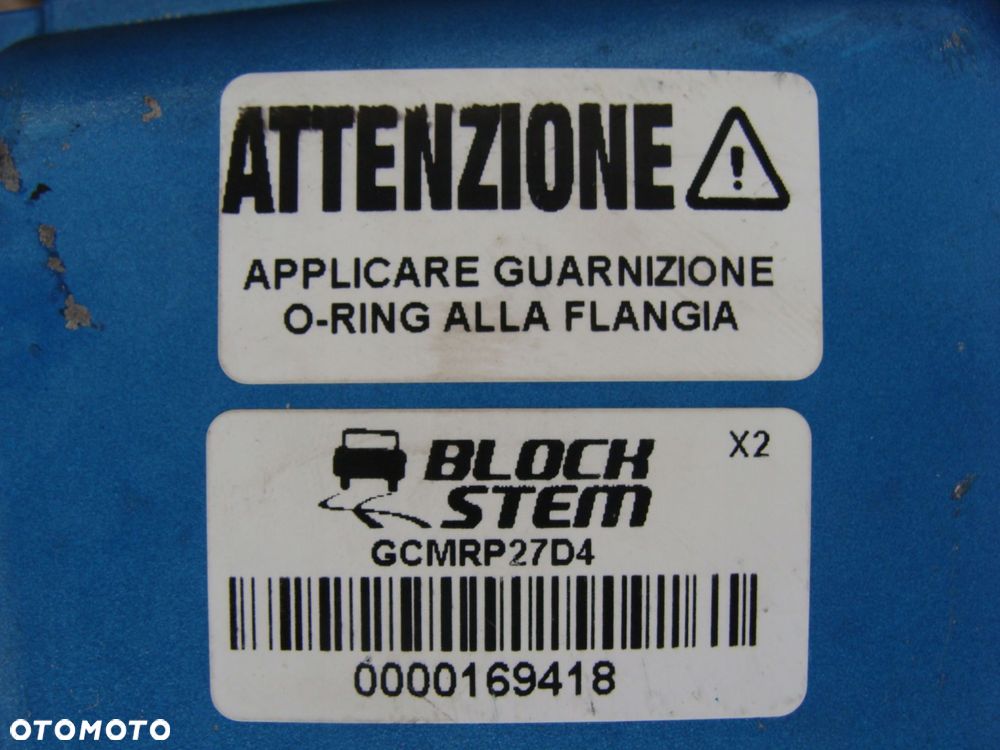 ATTENZIONE
APPLICARE GUARNIZIONE
O-RING ALLA FLANGIA
BLOCK
STEM
X2
GCMRP27D4
0000169418
OTOMOTO